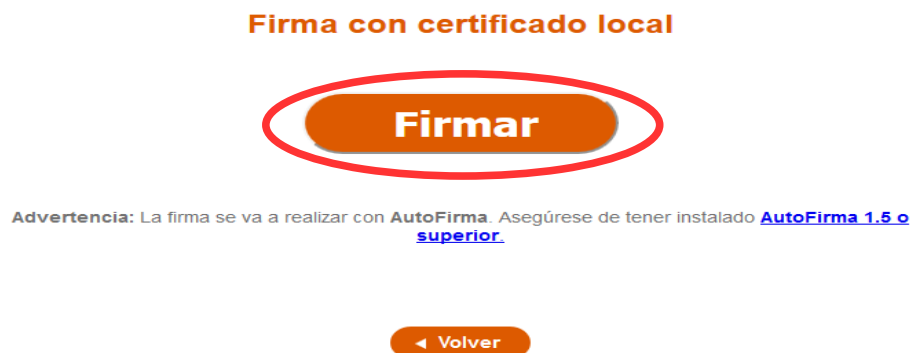 Firma con certificado local
Firmar
Advertencia: La firma se va a realizar con AutoFirma. Asegúrese de tener instalado AutoFirma 1.5 o
superior.
◄ Volver